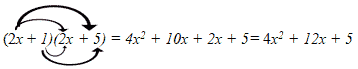 (2x + 1)(2x + 5) = 4x² + 10x + 2x + 5= 4x² + 12x + 5